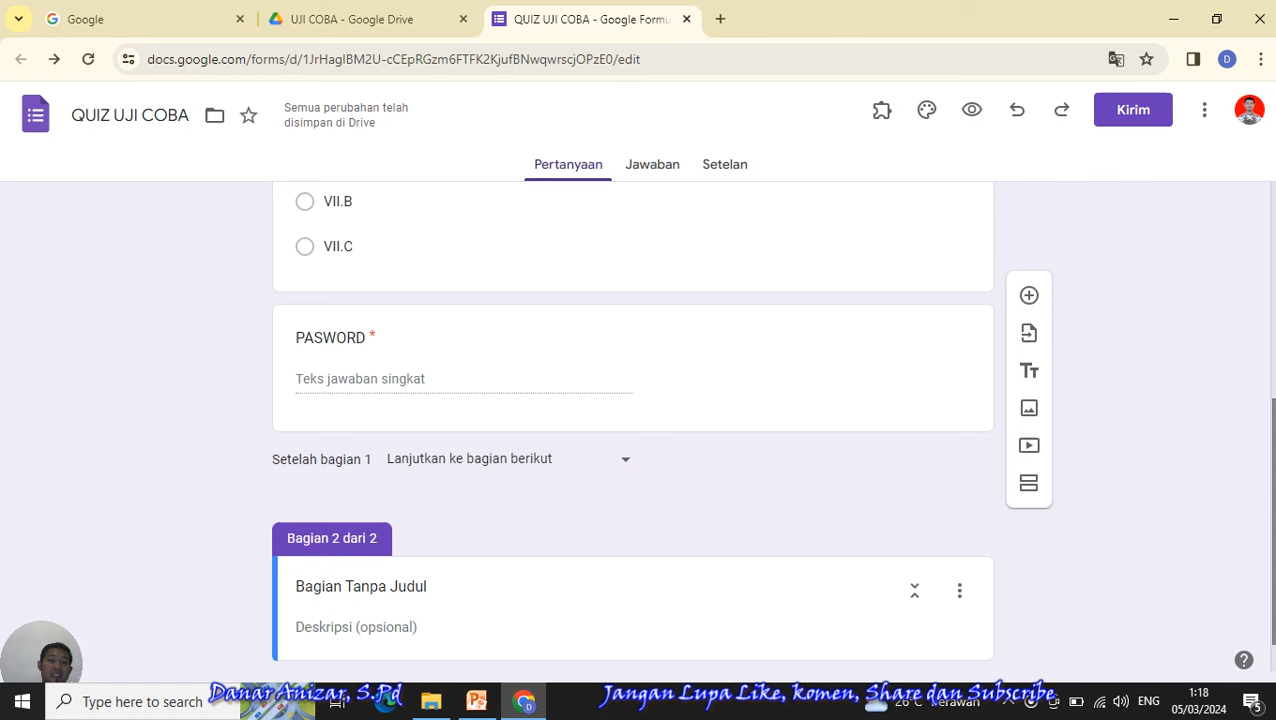 Google
UJI COBA - Google Drive
QUIZ UJI COBA - Google Formu
docs.google.com/forms/d/1JrHagIBM2U-cCEpRGzm6FTFK2KjufBNwqwrscjOPzE0/edit
D
QUIZ UJI COBA
Semua perubahan telah
disimpan di Drive
Kirim
Pertanyaan
Jawaban
Setelan
VII.B
VII.C
PASWORD *
Teks jawaban singkat
Setelah bagian 1
Lanjutkan ke bagian berikut
Bagian 2 dari 2
Bagian Tanpa Judul
Deskripsi (opsional)
Type here to search
Danar Anizar, S.Pd
Jangan Lupa Like, komen, Share dan Subscribe
ENG
1:18
05/03/2024
5